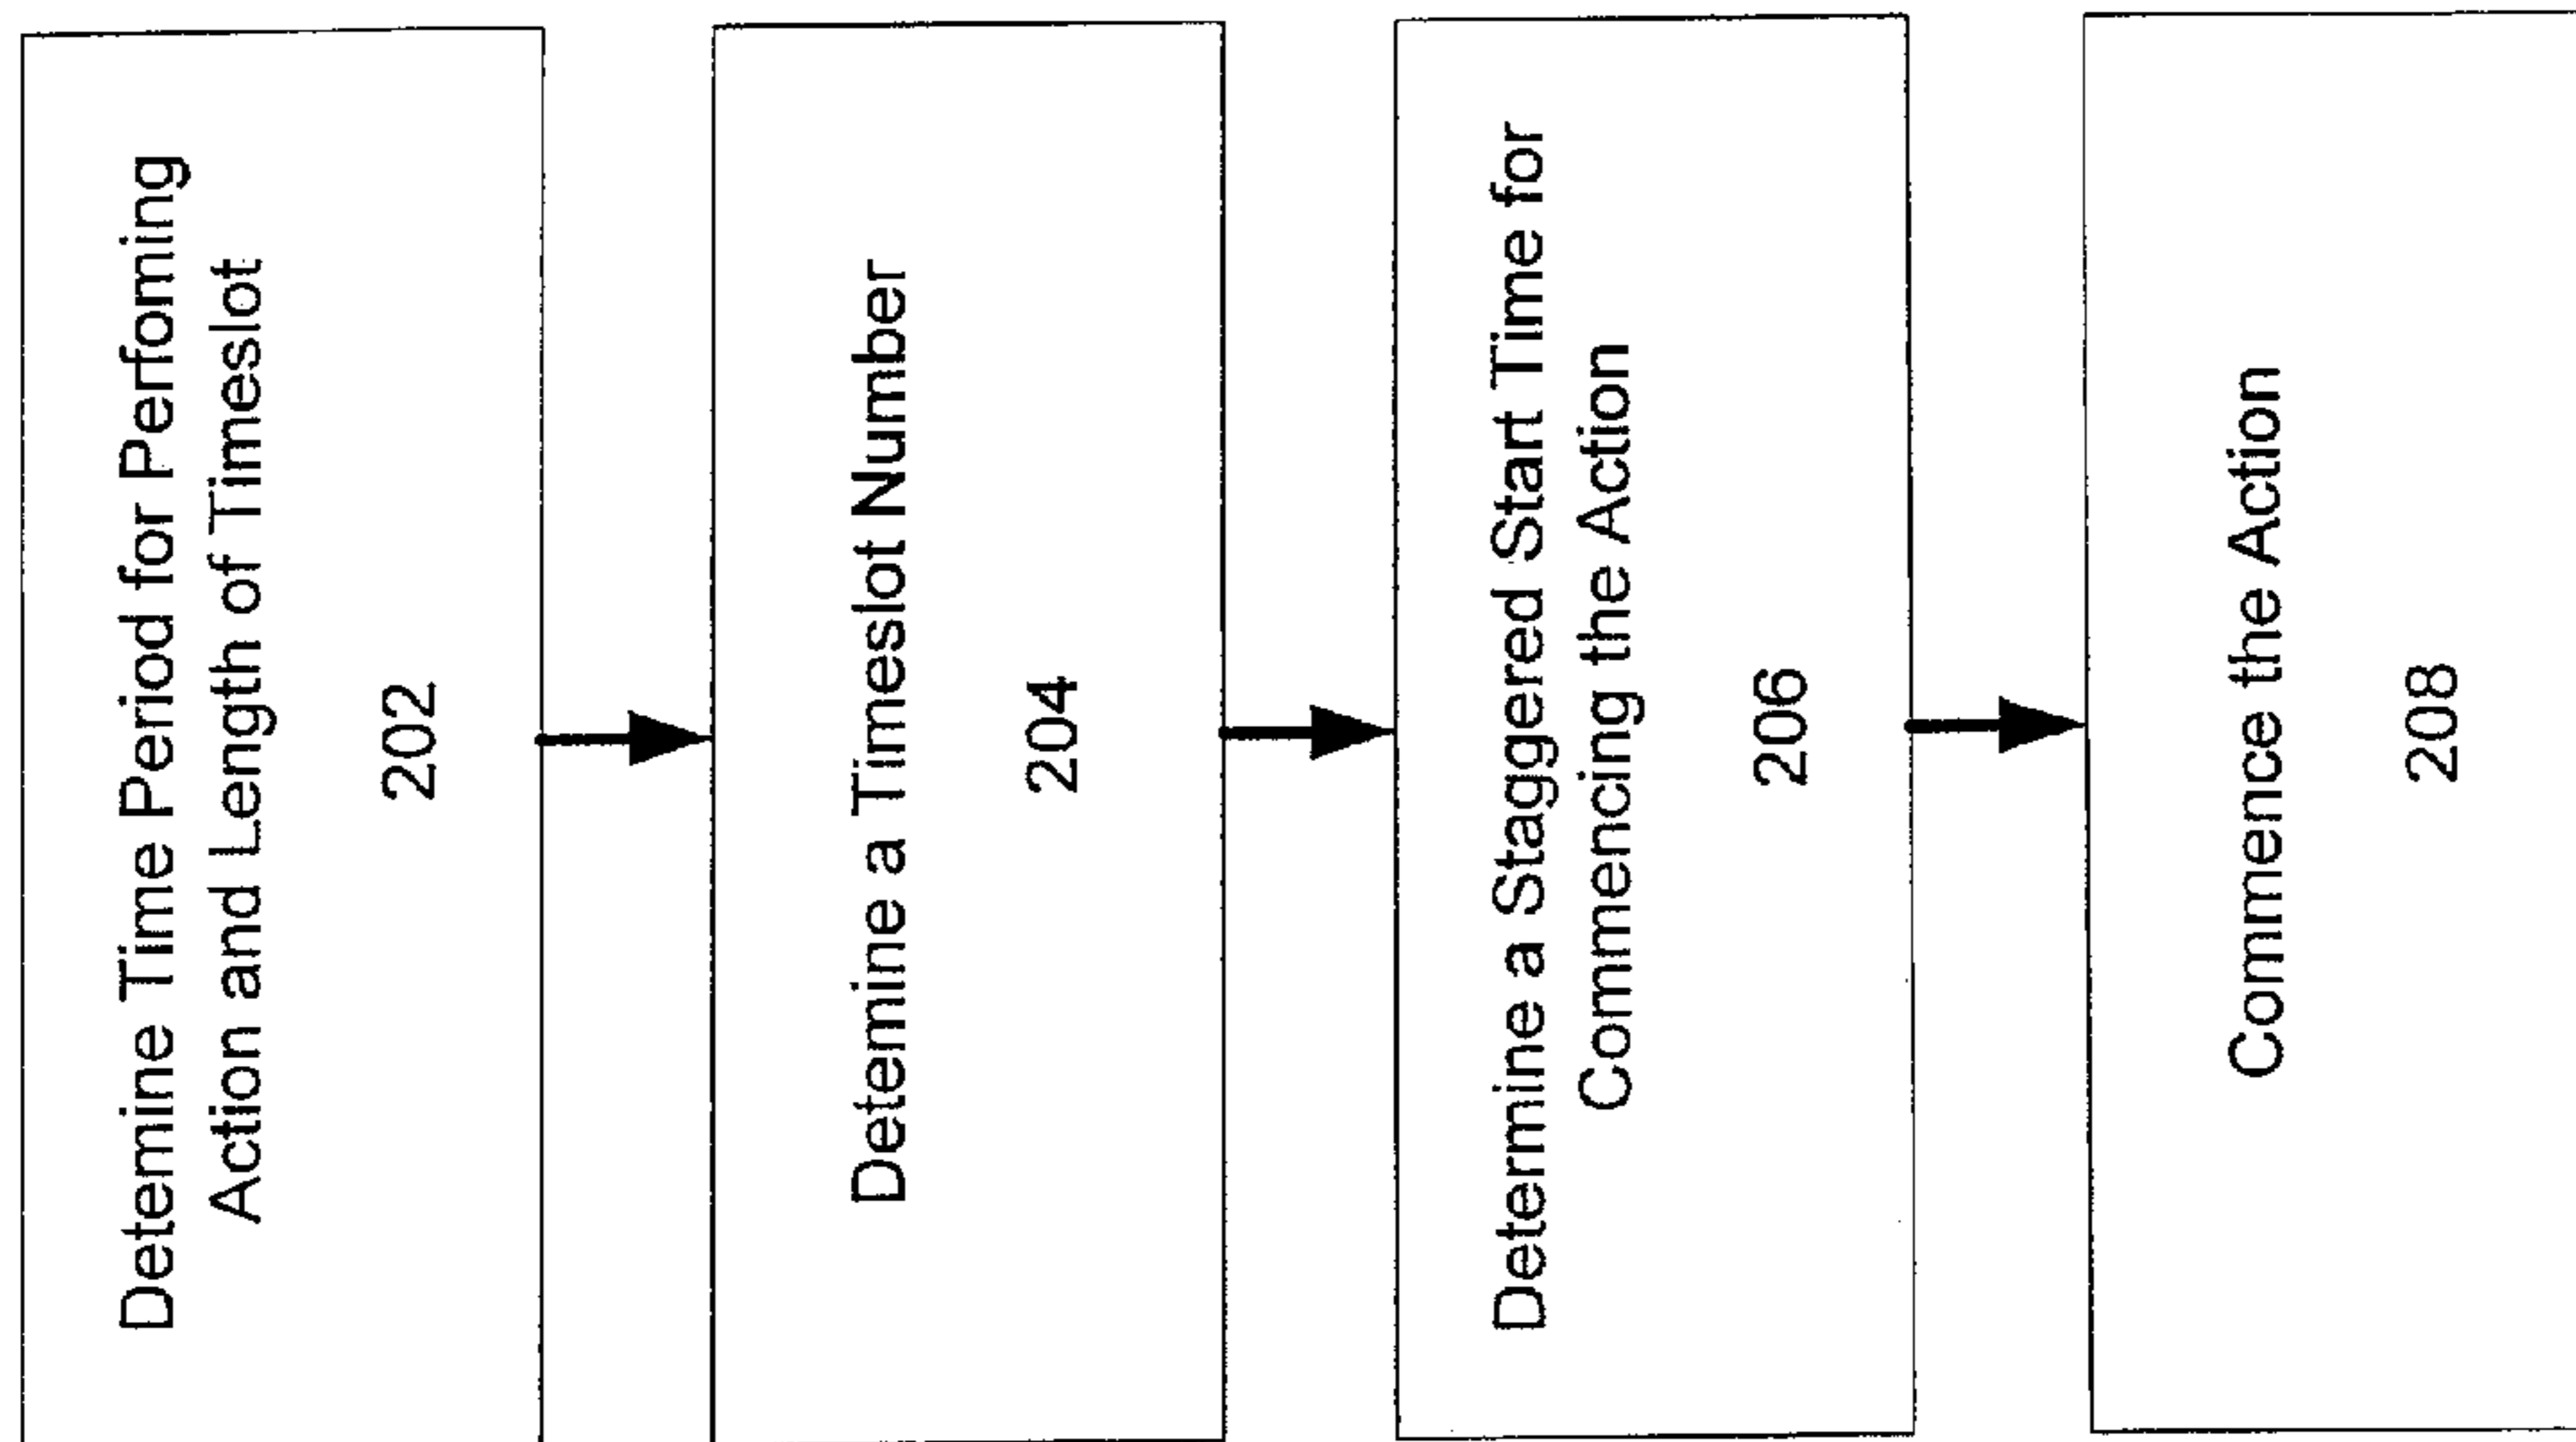 Detemine Time Period for Perfoming
Action and Length of Timeslot
202
Detemine a Timeslot Number
204
Determine a Staggered Start Time for
Commencing the Action
206
Commence the Action
208